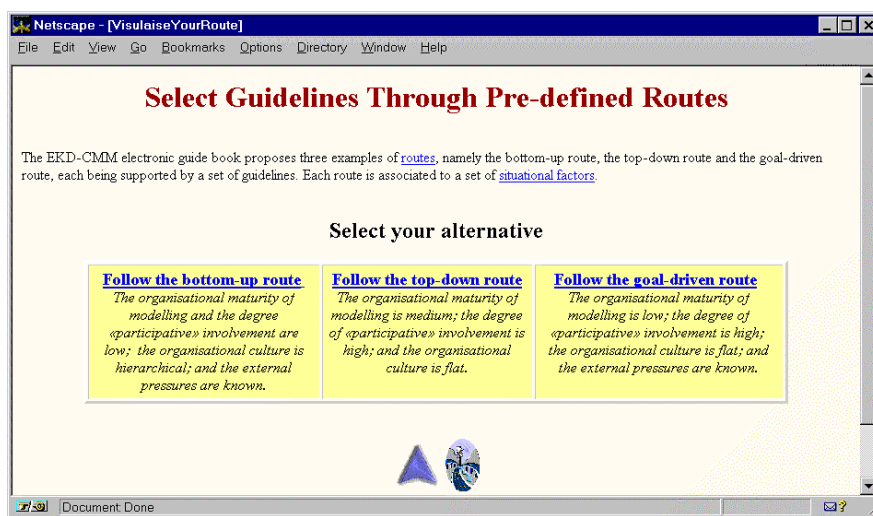 Netscape - [VisulaiseYourRoute]
File Edit View Go Bookmarks Options Directory Window Help
Select Guidelines Through Pre-defined Routes
The EKD-CMM electronic guide book proposes three examples of routes, namely the bottom-up route, the top-down route and the goal-driven
route, each being supported by a set of guidelines. Each route is associated to a set of situational factors.
Select your alternative
Follow the bottom-up route
The organisational maturity of
modelling and the degree
«participative» involvement are
low; the organisational culture is
hierarchical; and the external
pressures are known.
Follow the top-down route
The organisational maturity of
modelling is medium; the degree
of «participative» involvement is
high; and the organisational
culture is flat.
Follow the goal-driven route
The organisational maturity of
modelling is low; the degree of
«participative» involvement is high;
the organisational culture is flat; and
the external pressures are known.
Document: Done